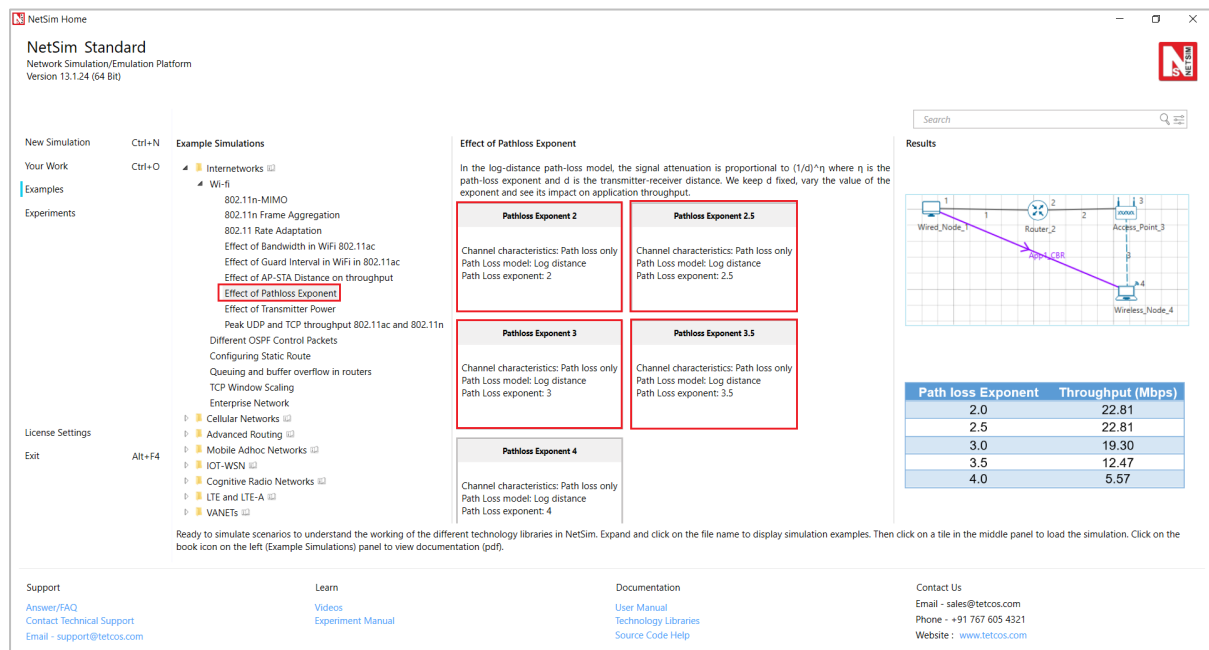 NetSim Home
NetSim Standard
Network Simulation/Emulation Platform
Version 13.1.24 (64 Bit)
NETSIM
Search
New Simulation Ctrl+N
Your Work Ctrl+O
Examples
Experiments
License Settings
Exit Alt+F4
Example Simulations
Internetworks
Wi-fi
802.11n-MIMO
802.11n Frame Aggregation
802.11 Rate Adaptation
Effect of Bandwidth in WiFi 802.11ac
Effect of Guard Interval in WiFi in 802.11ac
Effect of AP-STA Distance on throughput
Effect of Pathloss Exponent
Effect of Transmitter Power
Peak UDP and TCP throughput 802.11ac and 802.11n
Different OSPF Control Packets
Configuring Static Route
Queuing and buffer overflow in routers
TCP Window Scaling
Enterprise Network
Cellular Networks
Advanced Routing
Mobile Adhoc Networks
IOT-WSN
Cognitive Radio Networks
LTE and LTE-A
VANETs
Effect of Pathloss Exponent
In the log-distance path-loss model, the signal attenuation is proportional to (1/d)^η where η is the
path-loss exponent and d is the transmitter-receiver distance. We keep d fixed, vary the value of the
exponent and see its impact on application throughput.
Pathloss Exponent 2
Channel characteristics: Path loss only
Path Loss model: Log distance
Path Loss exponent: 2
Pathloss Exponent 2.5
Channel characteristics: Path loss only
Path Loss model: Log distance
Path Loss exponent: 2.5
Pathloss Exponent 3
Channel characteristics: Path loss only
Path Loss model: Log distance
Path Loss exponent: 3
Pathloss Exponent 3.5
Channel characteristics: Path loss only
Path Loss model: Log distance
Path Loss exponent: 3.5
Pathloss Exponent 4
Channel characteristics: Path loss only
Path Loss model: Log distance
Path Loss exponent: 4
Results
1
Wired_Node_1
1
2
Router_2
2
3
Access_Point_3
App1_CBR
3
4
Wireless_Node_4
Path loss Exponent Throughput (Mbps)
2.0 22.81
2.5 22.81
3.0 19.30
3.5 12.47
4.0 5.57
Ready to simulate scenarios to understand the working of the different technology libraries in NetSim. Expand and click on the file name to display simulation examples. Then click on a tile in the middle panel to load the simulation. Click on the
book icon on the left (Example Simulations) panel to view documentation (pdf).
Support
Answer/FAQ
Contact Technical Support
Email - support@tetcos.com
Learn
Videos
Experiment Manual
Documentation
User Manual
Technology Libraries
Source Code Help
Contact Us
Email - sales@tetcos.com
Phone - +91 767 605 4321
Website : www.tetcos.com